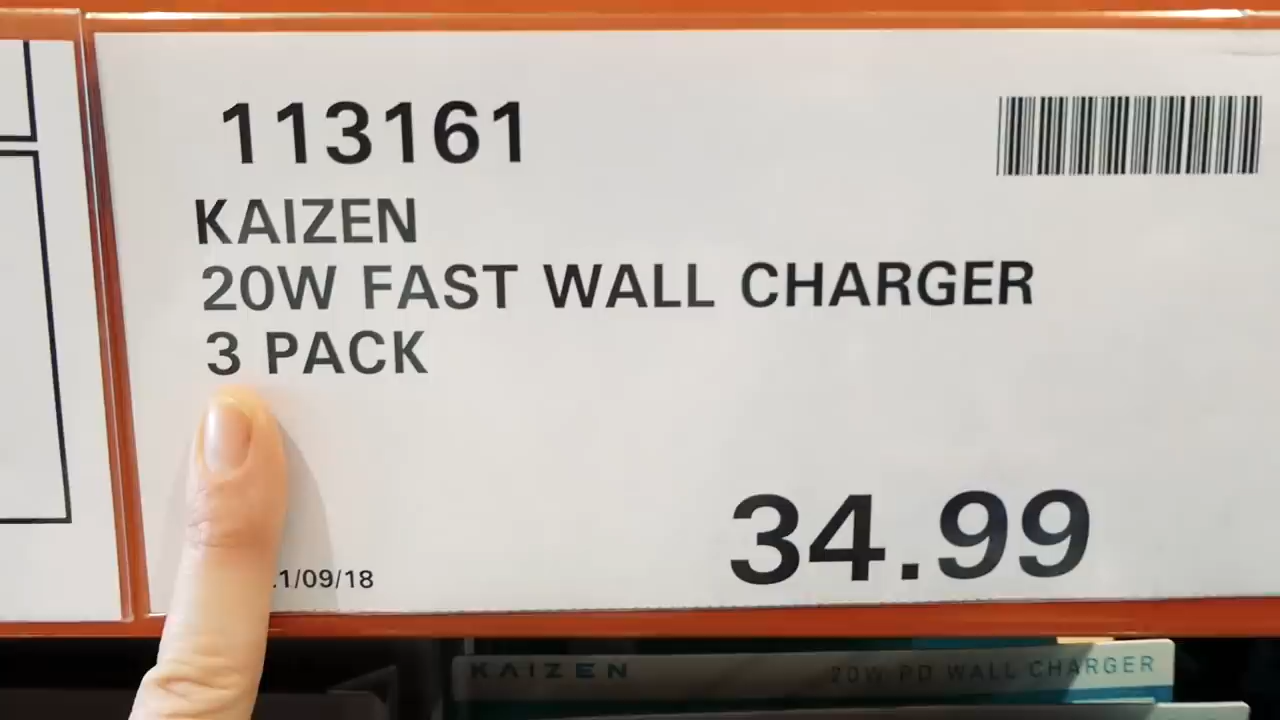 113161
KAIZEN
20W FAST WALL CHARGER
3 PACK
34.99
1/09/18
KAIZEN
20W PD WALL CHARGER